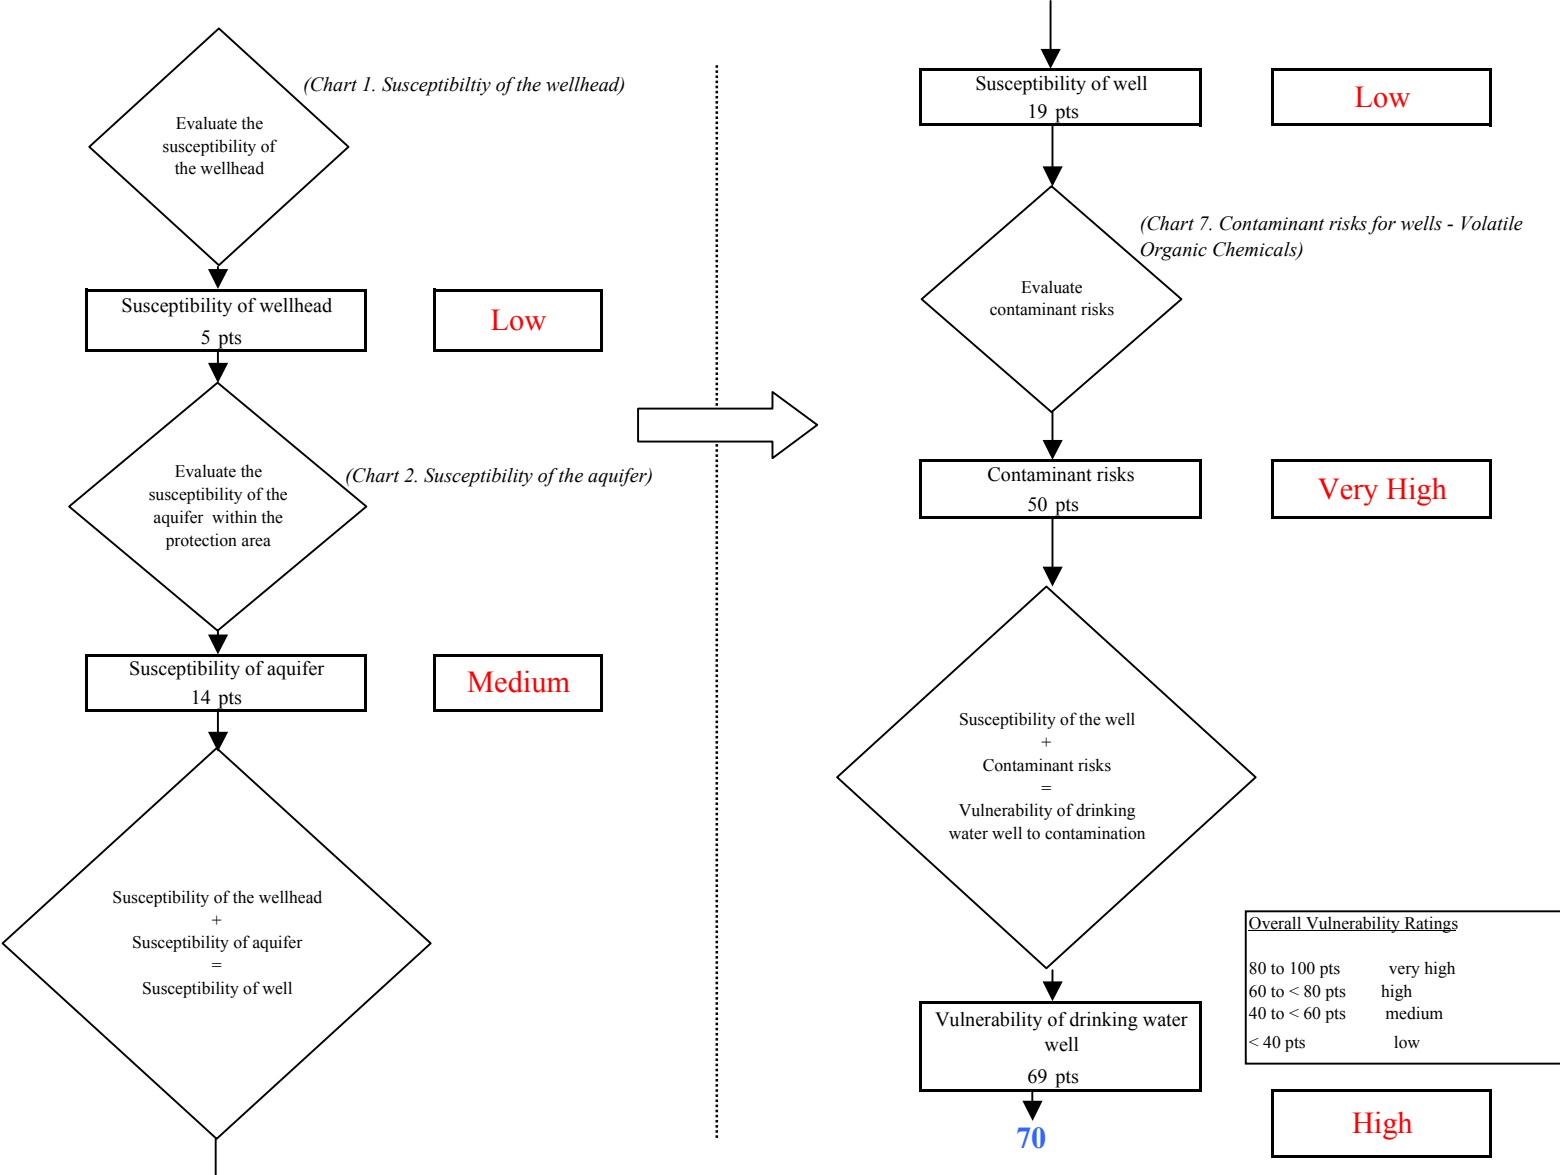 (Chart 1. Susceptibiltiy of the wellhead)
Evaluate the
susceptibility of
the wellhead
Susceptibility of wellhead
5 pts
Low
(Chart 2. Susceptibility of the aquifer)
Evaluate the
susceptibility of the
aquifer within the
protection area
Susceptibility of aquifer
14 pts
Medium
Susceptibility of the wellhead
+
Susceptibility of aquifer
=
Susceptibility of well
Susceptibility of well
19 pts
Low
(Chart 7. Contaminant risks for wells - Volatile
Organic Chemicals)
Evaluate
contaminant risks
Contaminant risks
50 pts
Very High
Susceptibility of the well
+
Contaminant risks
=
Vulnerability of drinking
water well to contamination
Overall Vulnerability Ratings
80 to 100 pts very high
60 to < 80 pts high
40 to < 60 pts medium
< 40 pts low
Vulnerability of drinking water
well
69 pts
70
High